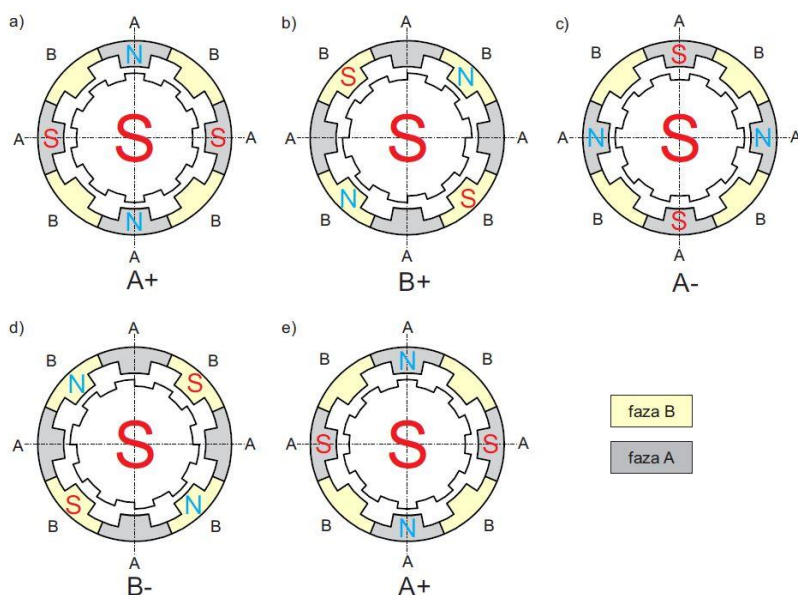 a) A b) A c) A
B B B B B B
N S N S
S S S A A S A N S N A
B B N S B B
N B B S
A A A
A+ B+ A-
d) A e) A
B B B B
N S N
A S A S S S
B S N B B B
N
A A
B- A+
faza B
faza A